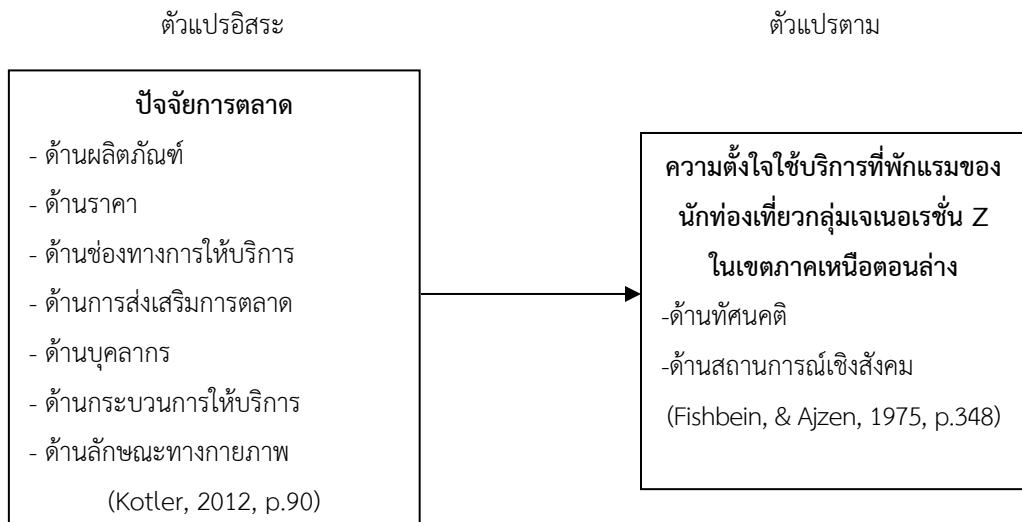 ตัวแปรอิสระ
ตัวแปรตาม
ปัจจัยการตลาด
- ด้านผลิตภัณฑ์
- ด้านราคา
- ด้านช่องทางการให้บริการ
- ด้านการส่งเสริมการตลาด
- ด้านบุคลากร
- ด้านกระบวนการให้บริการ
- ด้านลักษณะทางกายภาพ
(Kotler, 2012, p.90)
ความตั้งใจใช้บริการที่พักแรมของ
นักท่องเที่ยวกลุ่มเจเนอเรชั่น Z
ในเขตภาคเหนือตอนล่าง
-ด้านทัศนคติ
-ด้านสถานการณ์เชิงสังคม
(Fishbein, & Ajzen, 1975, p.348)